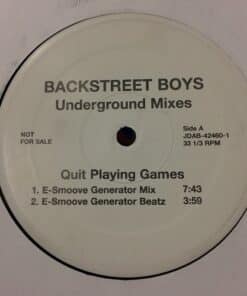 BACKSTREET BOYS
Underground Mixes
NOT
FOR SALE
Side A
JDAB-42460-1
33 1/3 RPM
Quit Playing Games
1. E-Smoove Generator Mix 7:43
2. E-Smoove Generator Beatz 3:59